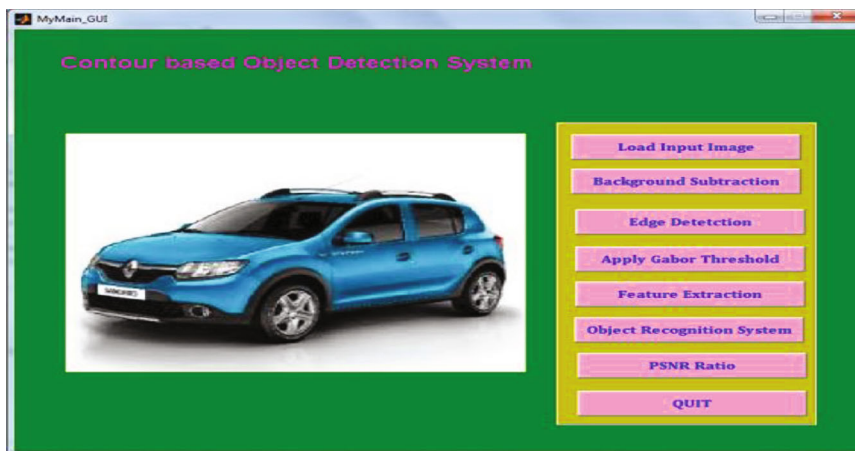 MyMain_GUI
Contour based Object Detection System
Load Input Image
Background Subtraction
Edge Detetction
Apply Gabor Threshold
Feature Extraction
Object Recognition System
PSNR Ratio
QUIT